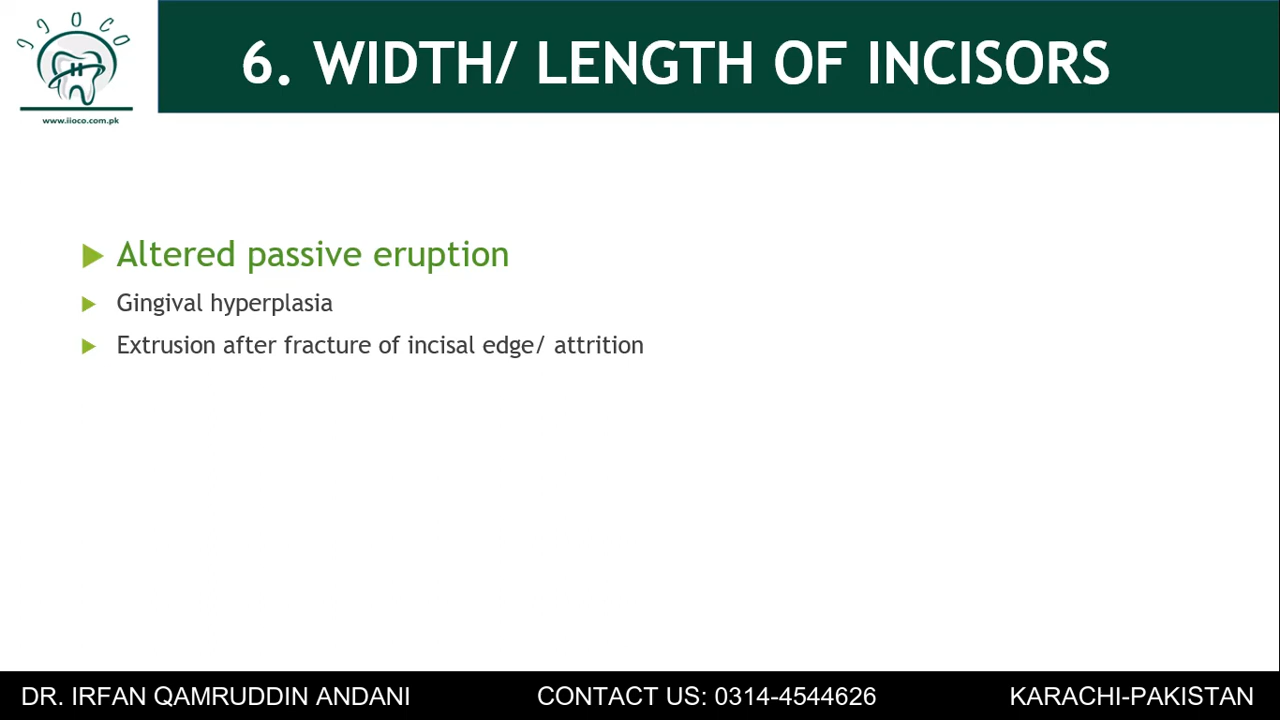 IJOCO
www.iioco.com.pk
6. WIDTH/ LENGTH OF INCISORS
Altered passive eruption
Gingival hyperplasia
Extrusion after fracture of incisal edge/ attrition
DR. IRFAN QAMRUDDIN ANDANI
CONTACT US: 0314-4544626
KARACHI-PAKISTAN